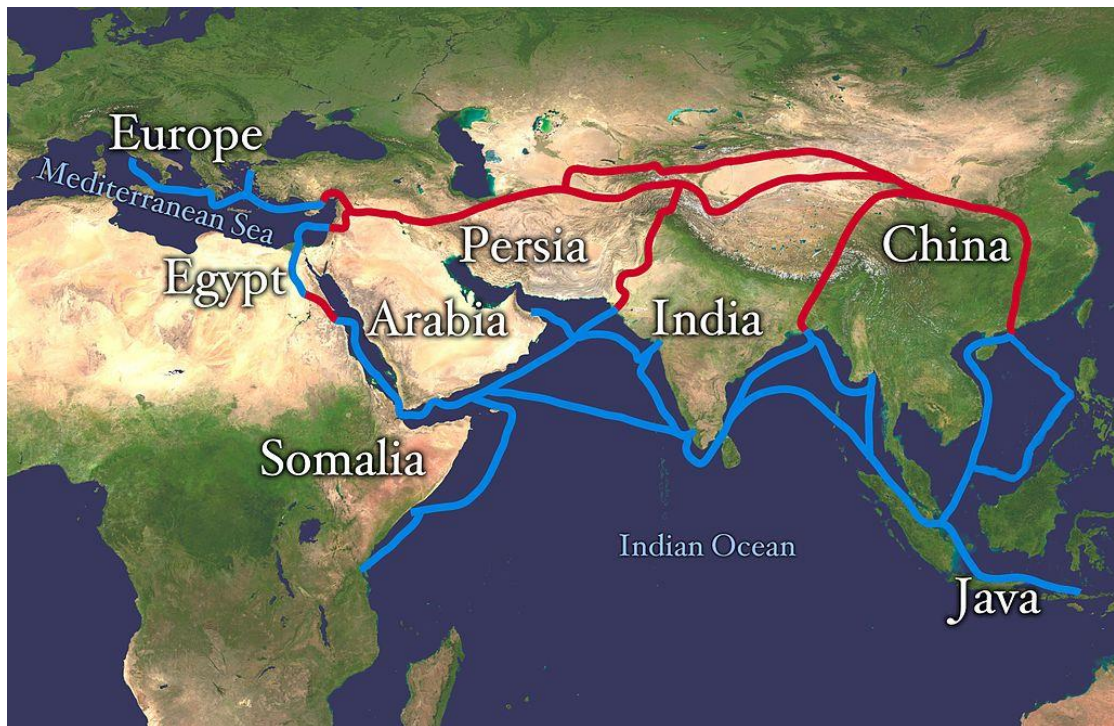 Europe
Mediterranean Sea
Egypt
Persia
China
Arabia
India
Somalia
Indian Ocean
Java